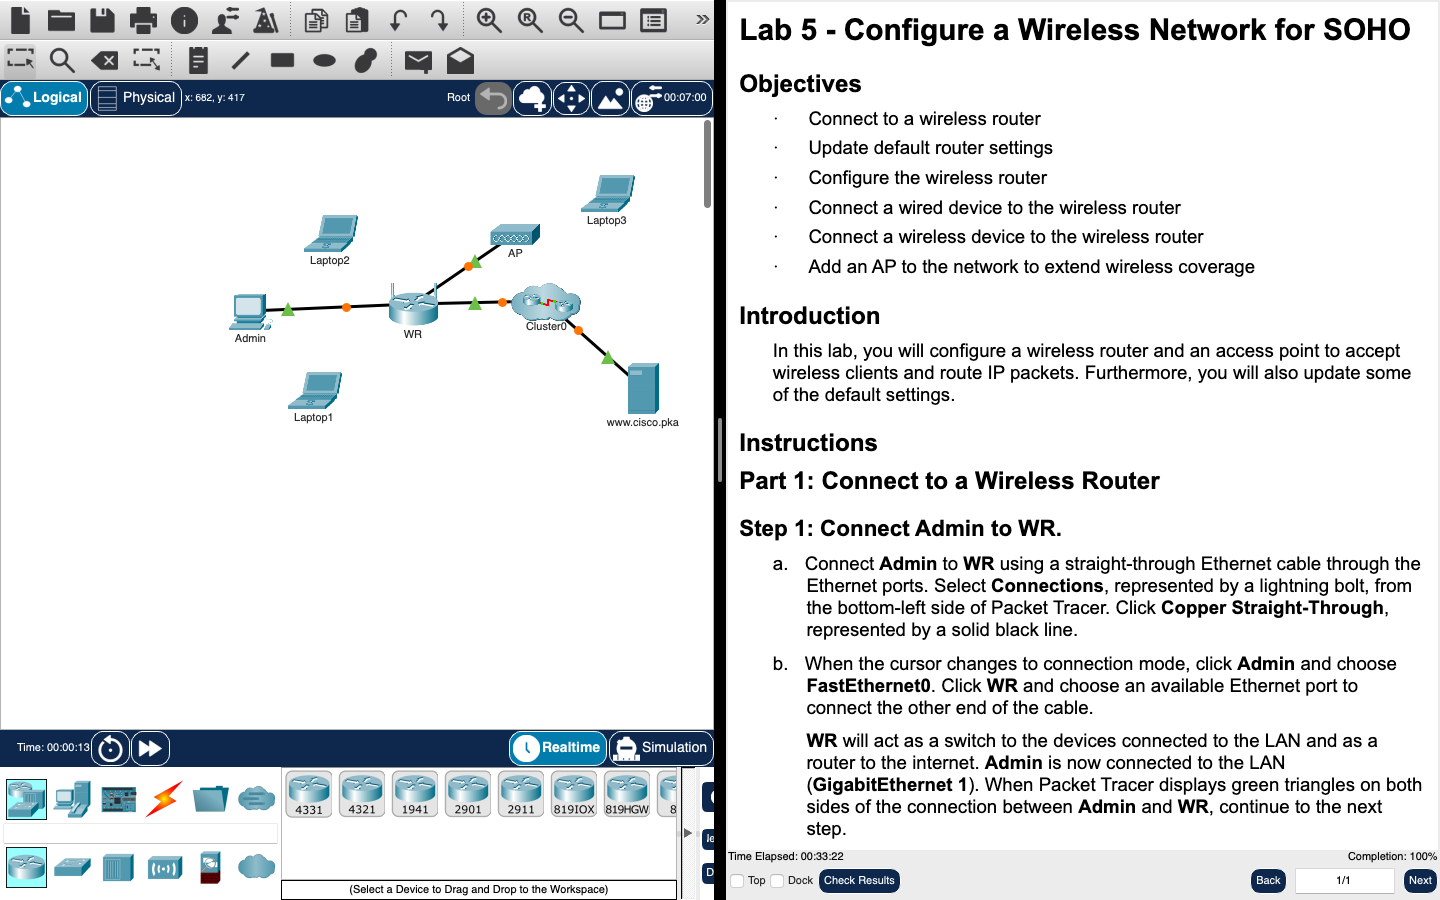 Logical
Physical
x: 682, y: 417
Root
00:07:00
Laptop3
Laptop2
AP
Cluster0
WR
Admin
Laptop1
www.cisco.pka
Time: 00:00:13
Realtime
Simulation
4331
4321
1941
2901
2911
819IOX
819HGW
8
(Select a Device to Drag and Drop to the Workspace)
Lab 5 - Configure a Wireless Network for SOHO
Objectives
· Connect to a wireless router
· Update default router settings
· Configure the wireless router
· Connect a wired device to the wireless router
· Connect a wireless device to the wireless router
· Add an AP to the network to extend wireless coverage
Introduction
In this lab, you will configure a wireless router and an access point to accept
wireless clients and route IP packets. Furthermore, you will also update some
of the default settings.
Instructions
Part 1: Connect to a Wireless Router
Step 1: Connect Admin to WR.
a. Connect Admin to WR using a straight-through Ethernet cable through the
Ethernet ports. Select Connections, represented by a lightning bolt, from
the bottom-left side of Packet Tracer. Click Copper Straight-Through,
represented by a solid black line.
b. When the cursor changes to connection mode, click Admin and choose
FastEthernet0. Click WR and choose an available Ethernet port to
connect the other end of the cable.
WR will act as a switch to the devices connected to the LAN and as a
router to the internet. Admin is now connected to the LAN
(GigabitEthernet 1). When Packet Tracer displays green triangles on both
sides of the connection between Admin and WR, continue to the next
step.
Time Elapsed: 00:33:22
Completion: 100%
Top
Dock
Check Results
Back
1/1
Next